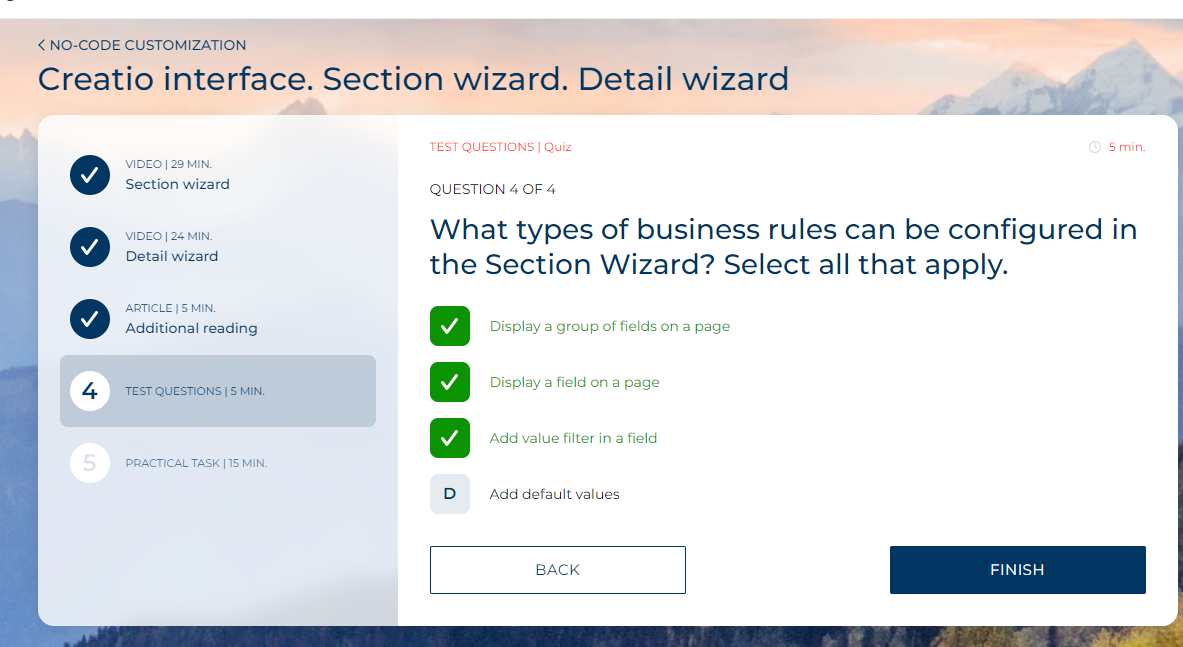 NO-CODE CUSTOMIZATION
Creatio interface. Section wizard. Detail wizard
VIDEO | 29 MIN.
Section wizard
VIDEO | 24 MIN.
Detail wizard
ARTICLE | 5 MIN.
Additional reading
4
TEST QUESTIONS | 5 MIN.
5
PRACTICAL TASK | 15 MIN.
TEST QUESTIONS | Quiz
5 min.
QUESTION 4 OF 4
What types of business rules can be configured in
the Section Wizard? Select all that apply.
Display a group of fields on a page
Display a field on a page
Add value filter in a field
D Add default values
BACK
FINISH